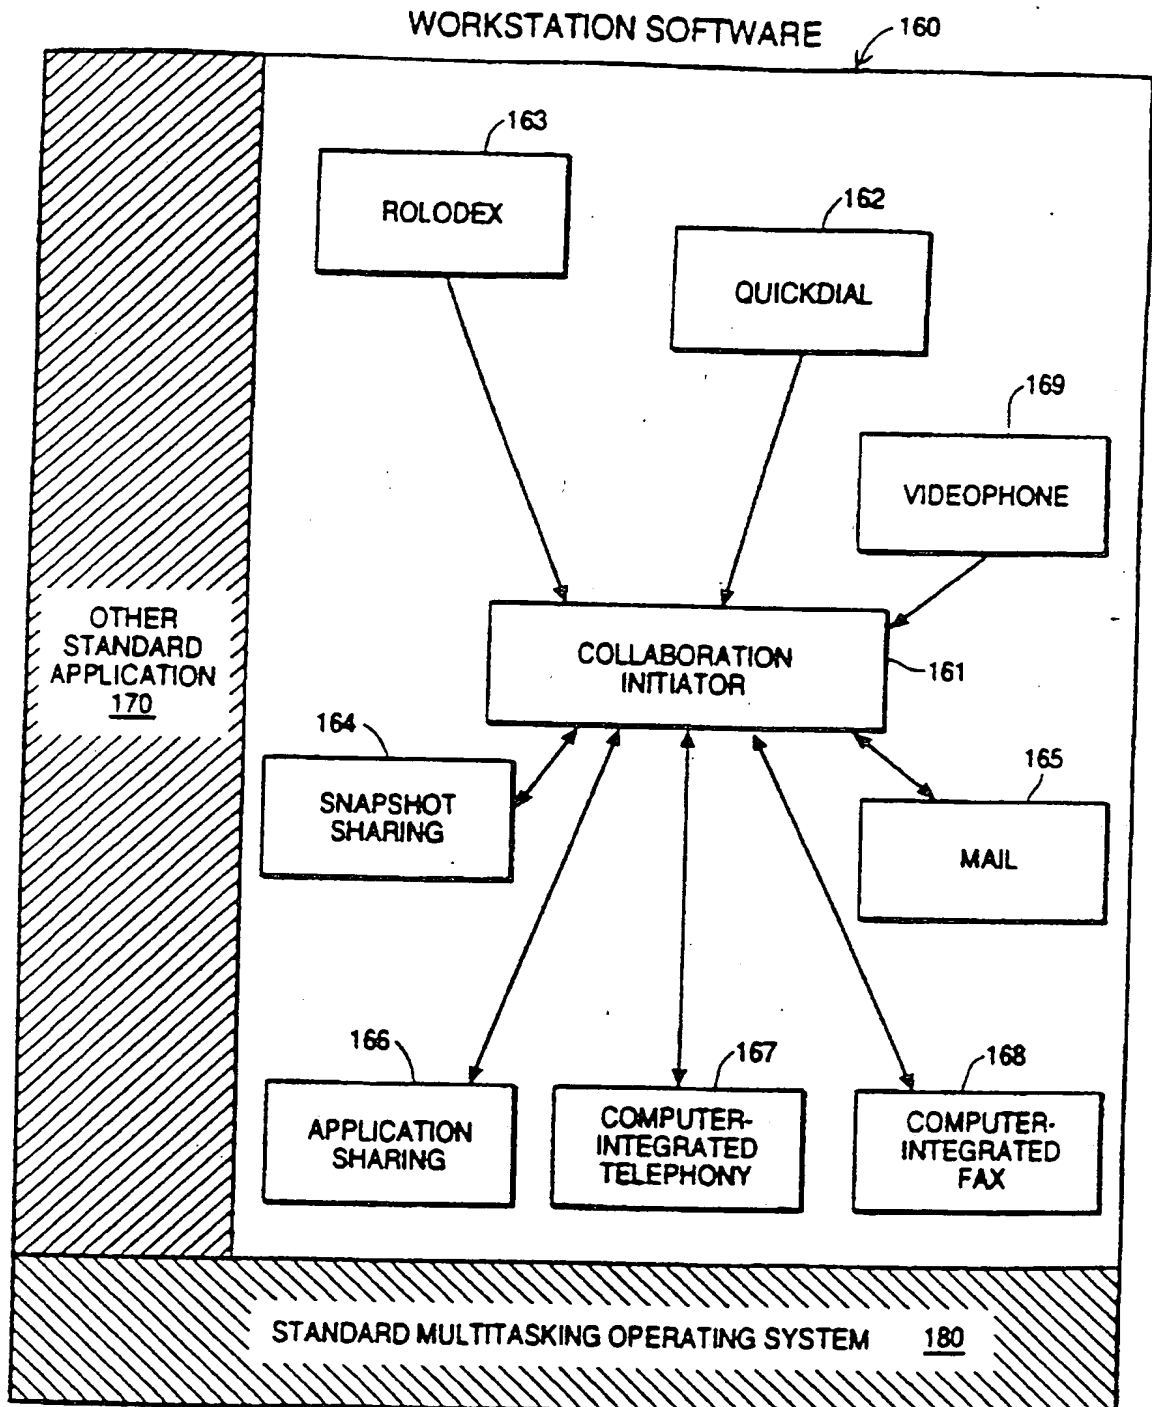 WORKSTATION SOFTWARE
160
163
ROLODEX
162
QUICKDIAL
169
VIDEOPHONE
OTHER
STANDARD
APPLICATION
170
COLLABORATION
INITIATOR
161
164
SNAPSHOT
SHARING
165
MAIL
166
APPLICATION
SHARING
167
COMPUTER-
INTEGRATED
TELEPHONY
168
COMPUTER-
INTEGRATED
FAX
STANDARD MULTITASKING OPERATING SYSTEM 180